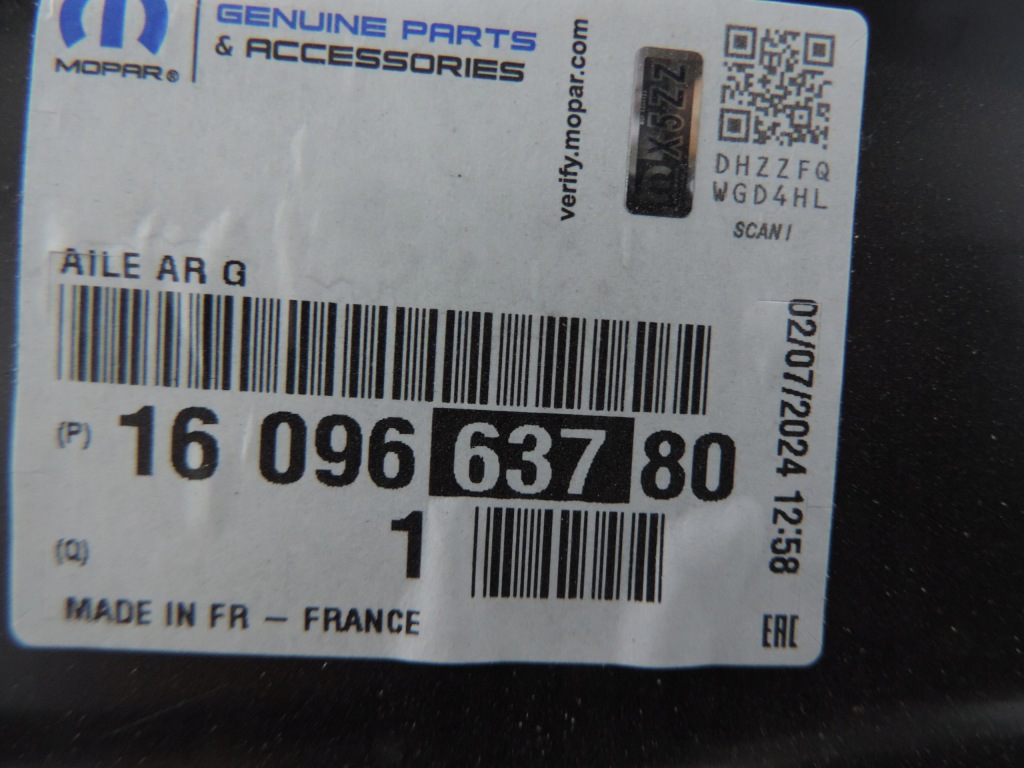 MOPAR®
GENUINE PARTS
& ACCESSORIES
verify.mopar.com
X5ZZ
DHZZFQ
WGD4HL
SCAN!
AILE AR G
(P) 16 096 637 80
(Q) 1
02/07/2024 12:58
MADE IN FR – FRANCE
EAC